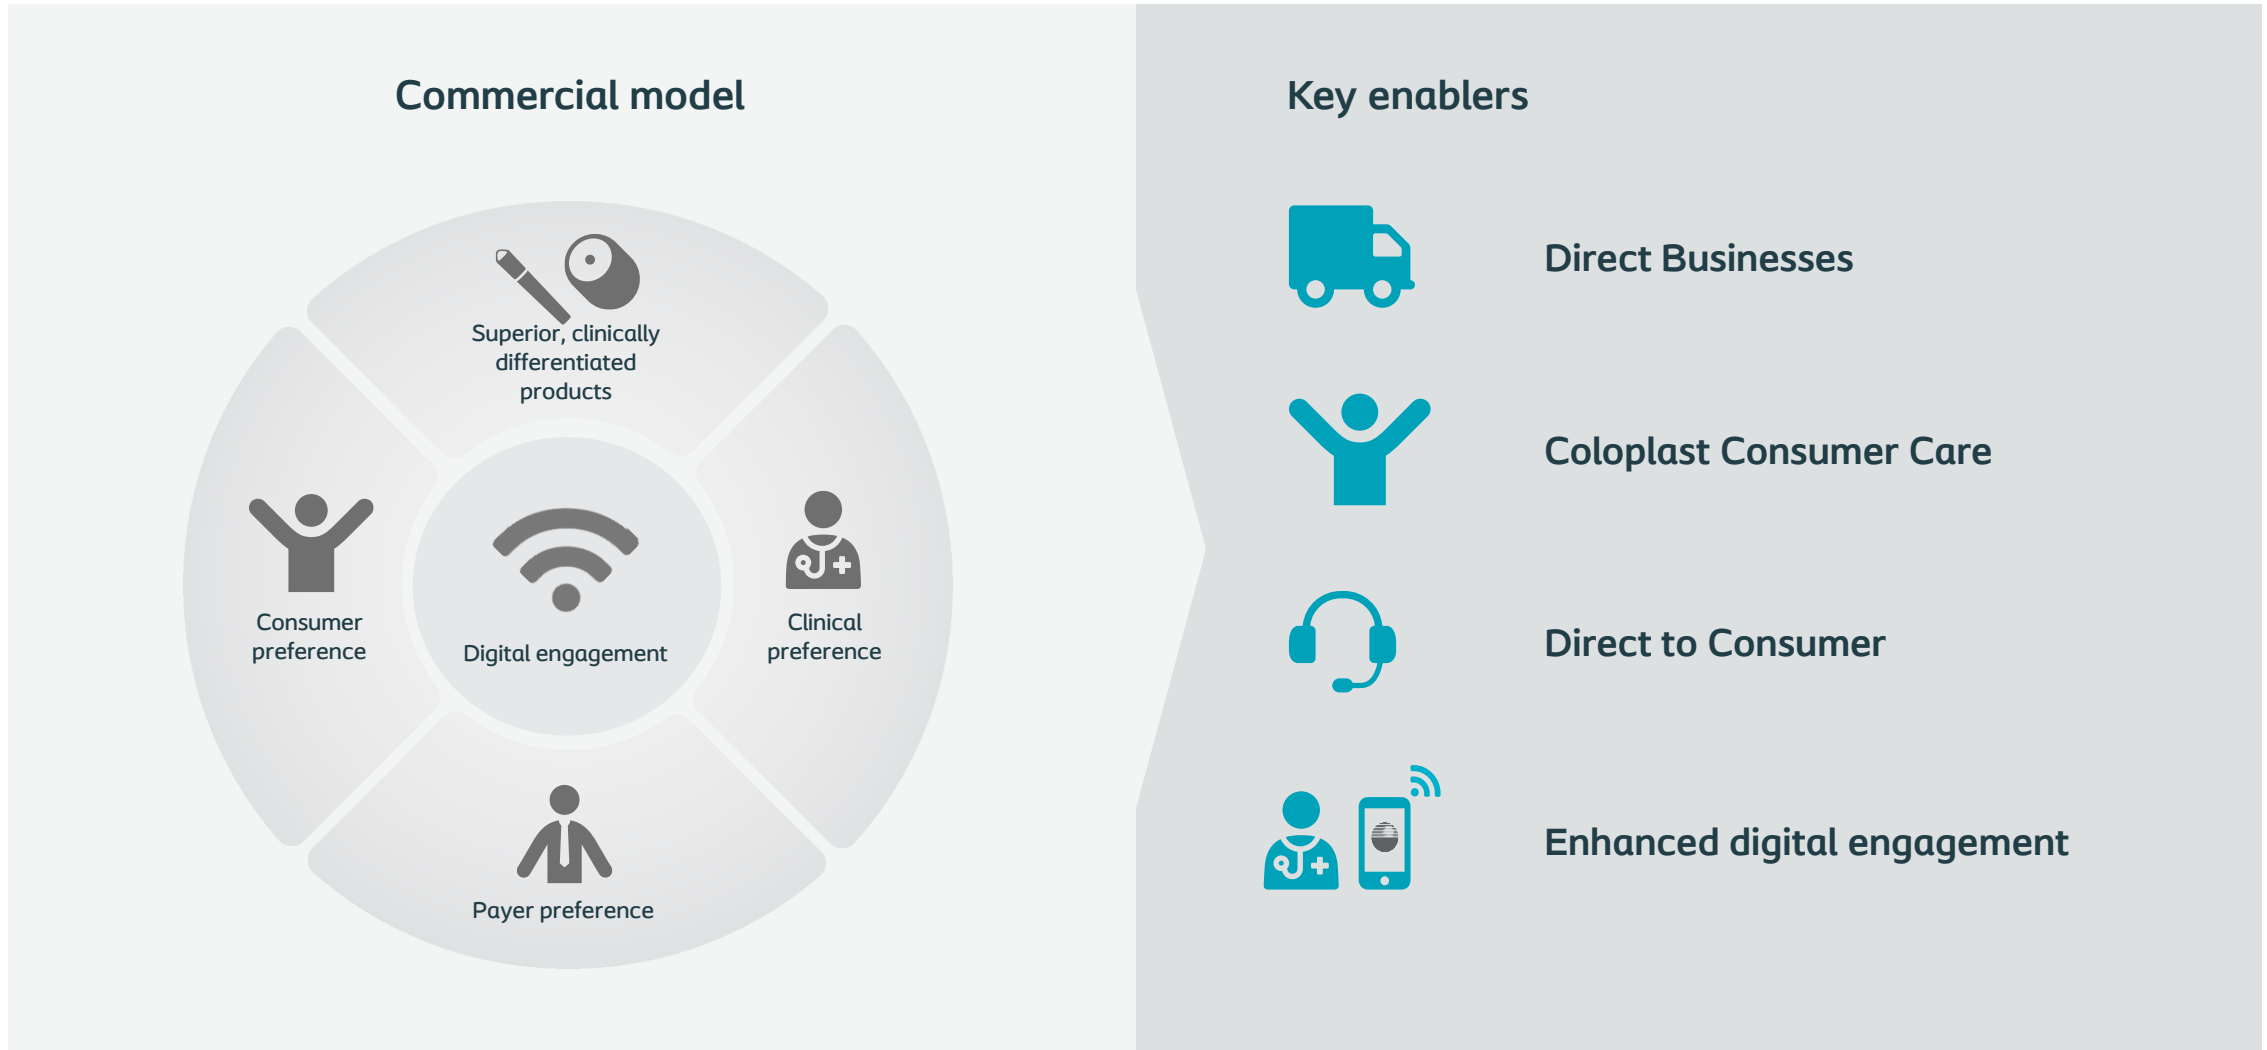 Commercial model
Superior, clinically
differentiated
products
Consumer
preference
Digital engagement
Clinical
preference
Payer preference
Key enablers
Direct Businesses
Coloplast Consumer Care
Direct to Consumer
Enhanced digital engagement